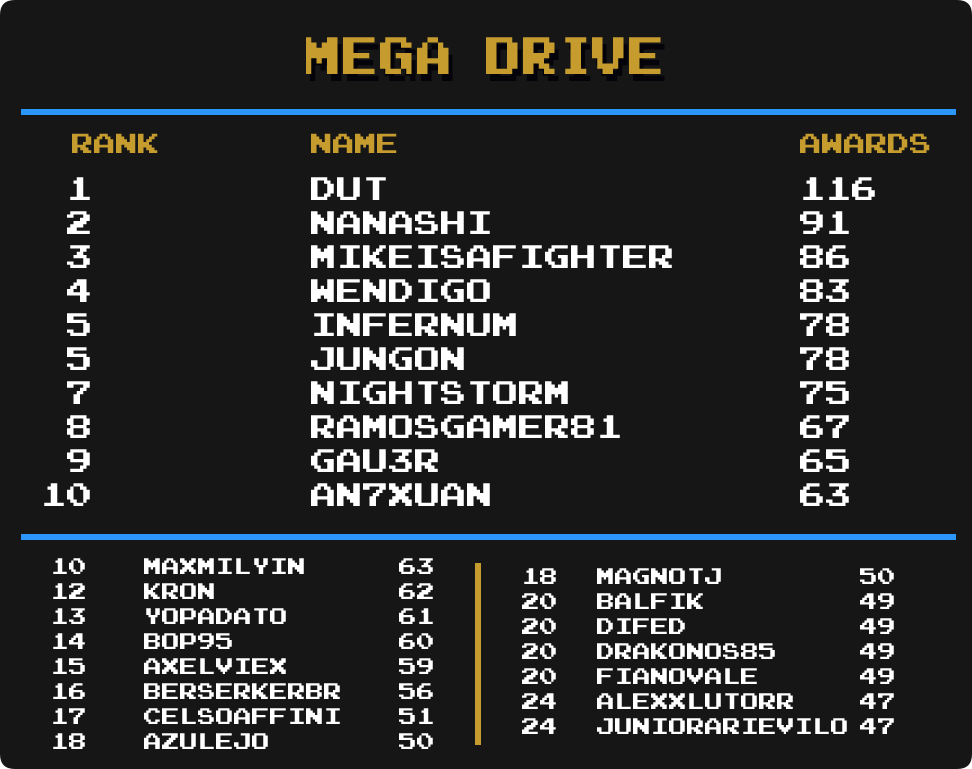 MEGA DRIVE
RANK NAME AWARDS
1 DUT 116
2 NANASHI 91
3 MIKEISAFIGHTER 86
4 WENDIGO 83
5 INFERNUM 78
5 JUNGON 78
7 NIGHTSTORM 75
8 RAMOSGAMER81 67
9 GAU3R 65
10 AN7XUAN 63
10 MAXMILYIN 63
12 KRON 62
13 YOPADATO 61
14 BOP95 60
15 AXELVIEX 59
16 BERSERKERBR 56
17 CELSOAFFINI 51
18 AZULEJO 50
18 MAGNOTJ 50
20 BALFIK 49
20 DIFED 49
20 DRAKONOS85 49
20 FIANOVALE 49
24 ALEXXLUTORR 47
24 JUNIORARIEVILO 47